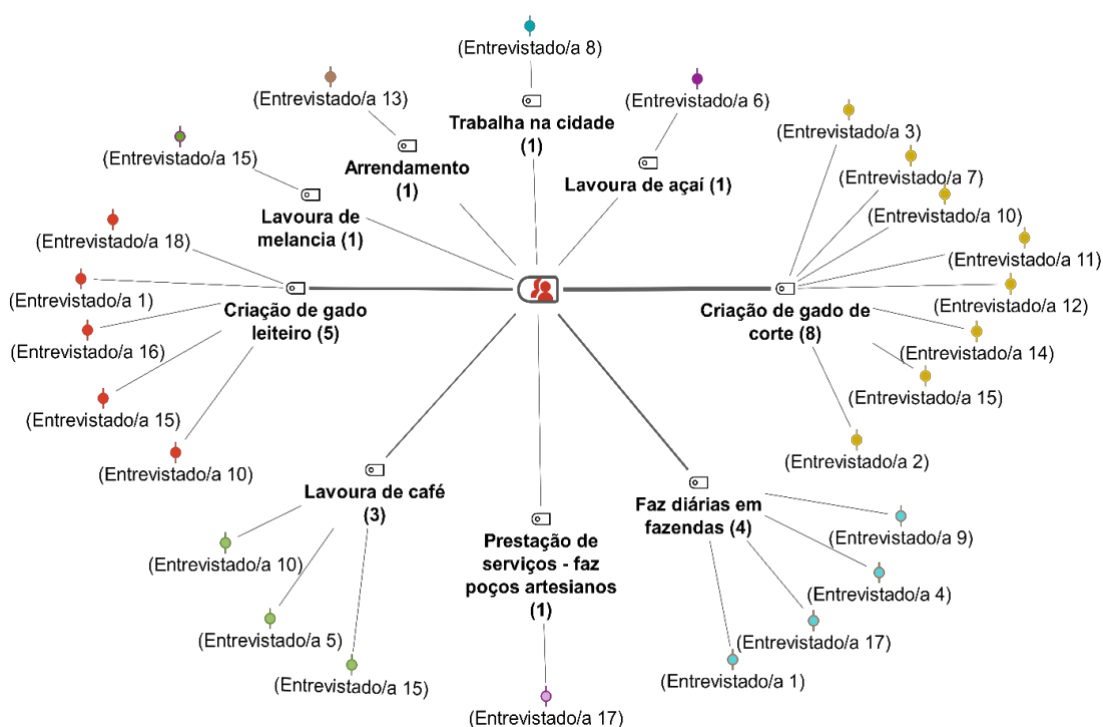 (Entrevistado/a 8)
Trabalha na cidade
(1)
(Entrevistado/a 13)
Arrendamento
(1)
(Entrevistado/a 6)
Lavoura de açaí (1)
(Entrevistado/a 15)
Lavoura de
melancia (1)
(Entrevistado/a 18)
(Entrevistado/a 1)
(Entrevistado/a 16)
(Entrevistado/a 15)
(Entrevistado/a 10)
Criação de gado
leiteiro (5)
(Entrevistado/a 3)
(Entrevistado/a 7)
(Entrevistado/a 10)
(Entrevistado/a 11)
(Entrevistado/a 12)
(Entrevistado/a 14)
(Entrevistado/a 15)
(Entrevistado/a 2)
Criação de gado de
corte (8)
Lavoura de café
(3)
(Entrevistado/a 10)
(Entrevistado/a 5)
(Entrevistado/a 15)
Prestação de
serviços - faz
poços artesianos
(1)
(Entrevistado/a 17)
Faz diárias em
fazendas (4)
(Entrevistado/a 9)
(Entrevistado/a 4)
(Entrevistado/a 17)
(Entrevistado/a 1)